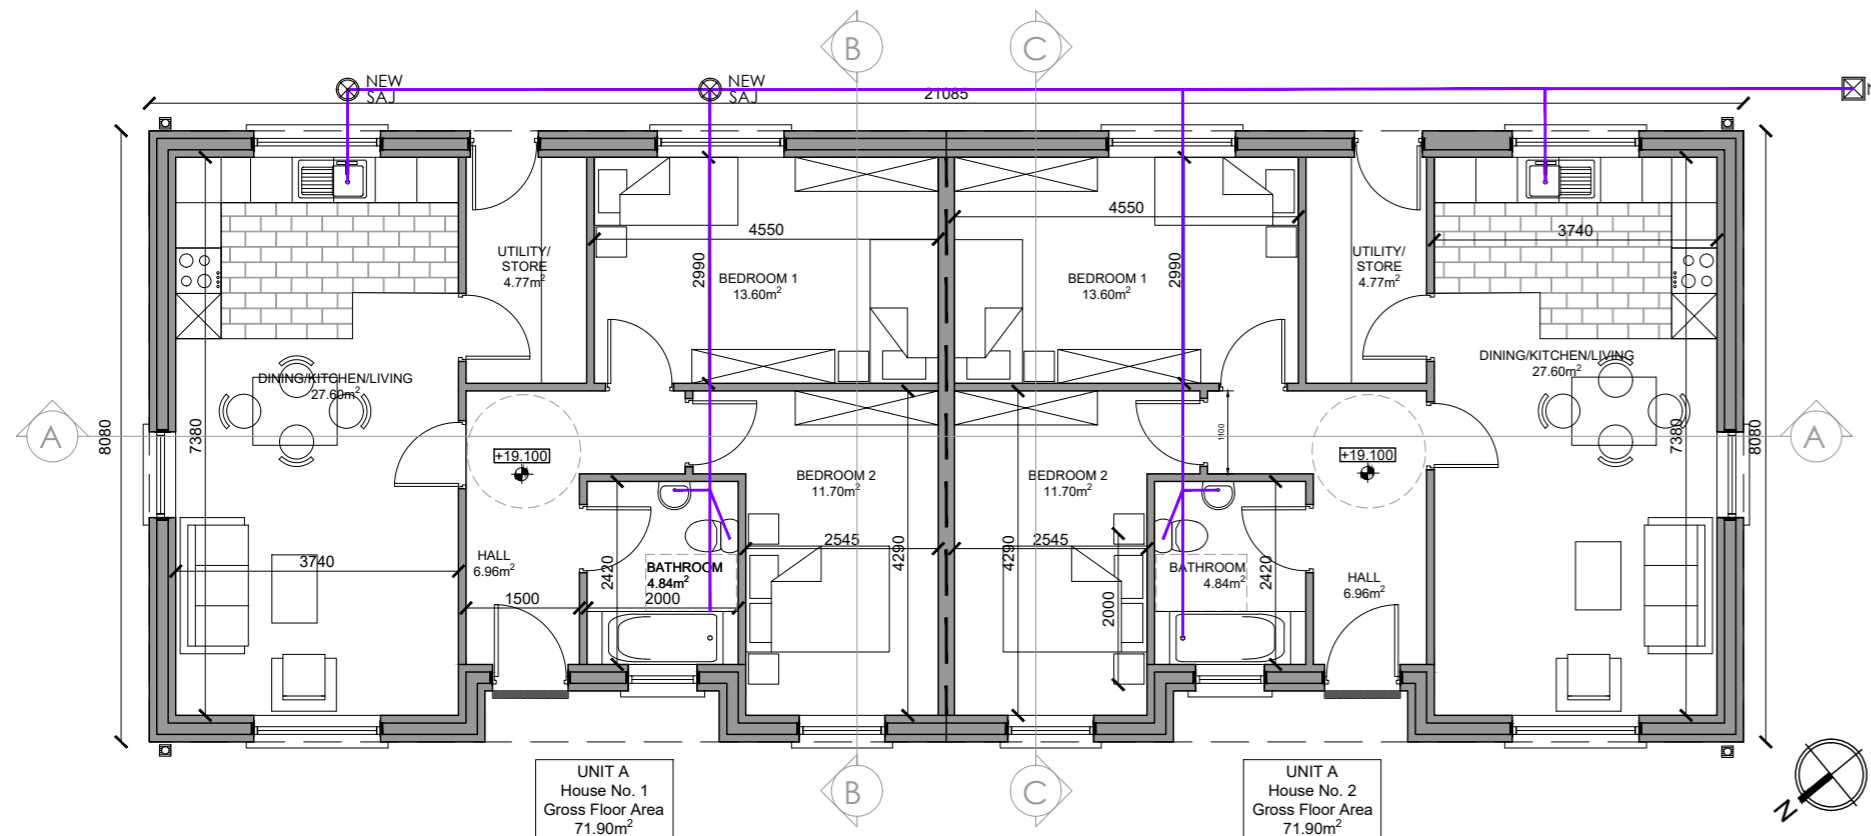 B
C
NEW
SAJ
NEW
SAJ
21085
N
4550
4550
3740
UTILITY/
STORE
4.77m²
2990
BEDROOM 1
13.60m²
BEDROOM 1
13.60m²
2990
UTILITY/
STORE
4.77m²
DINING/KITCHEN/LIVING
27.60m²
DINING/KITCHEN/LIVING
27.60m²
A
8080
7380
+19.100
1100
+19.100
7380
8080
A
BEDROOM 2
11.70m²
BEDROOM 2
11.70m²
3740
HALL
6.96m²
2420
BATHROOM
4.84m²
1500
2000
2545
4290
4290
2545
2000
BATHROOM
4.84m²
2420
HALL
6.96m²
UNIT A
House No. 1
Gross Floor Area
71.90m²
B
C
UNIT A
House No. 2
Gross Floor Area
71.90m²
N